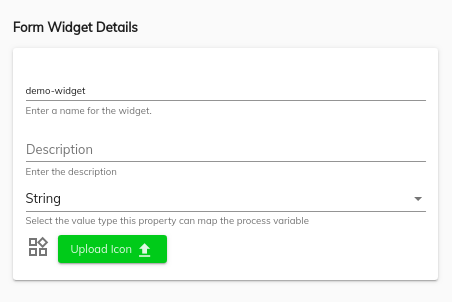 Form Widget Details
demo-widget
Enter a name for the widget.
Description
Enter the description
String
Select the value type this property can map the process variable
Upload Icon